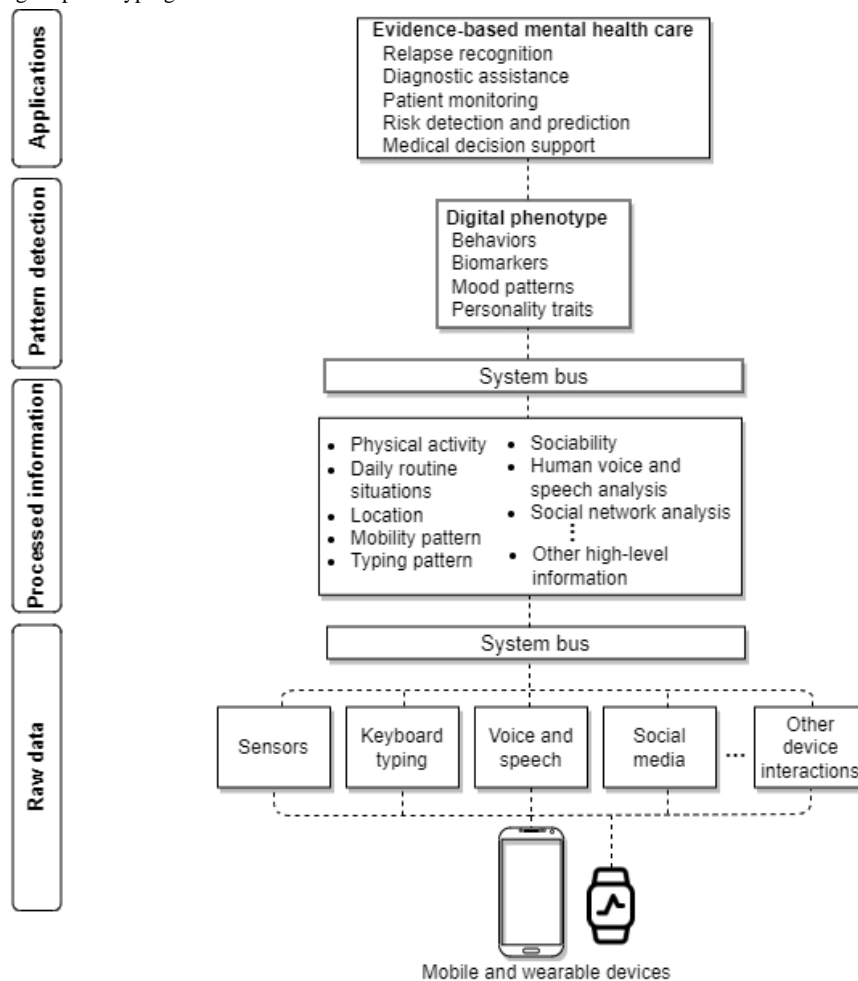 Applications
Evidence-based mental health care
Relapse recognition
Diagnostic assistance
Patient monitoring
Risk detection and prediction
Medical decision support
Pattern detection
Digital phenotype
Behaviors
Biomarkers
Mood patterns
Personality traits
System bus
Processed information
• Physical activity
• Daily routine
situations
• Location
• Mobility pattern
• Typing pattern
• Sociability
• Human voice and
speech analysis
• Social network analysis
• Other high-level
information
System bus
Raw data
Sensors
Keyboard
typing
Voice and
speech
Social
media
...
Other
device
interactions
Mobile and wearable devices